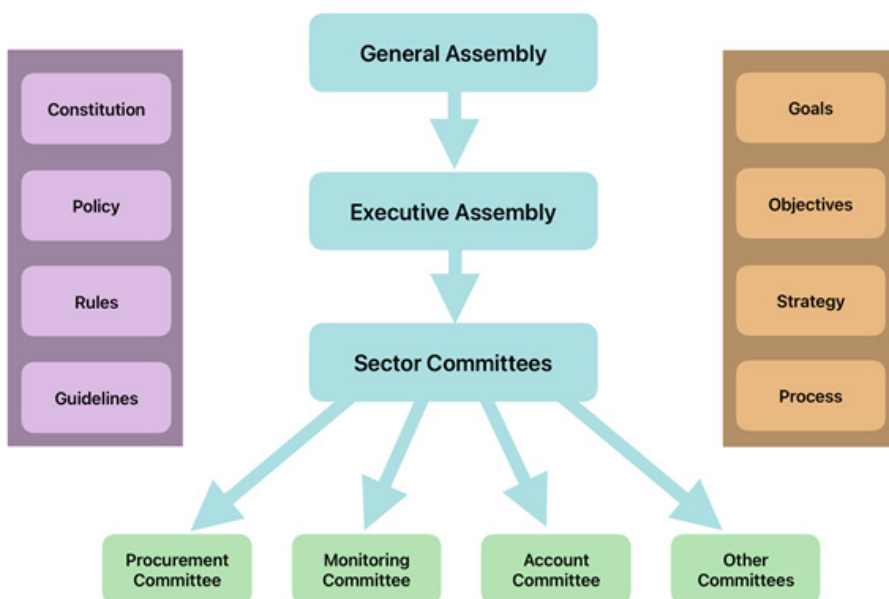 General Assembly
Constitution
Goals
Policy
Executive Assembly
Objectives
Rules
Strategy
Sector Committees
Guidelines
Process
Procurement
Committee
Monitoring
Committee
Account
Committee
Other
Committees